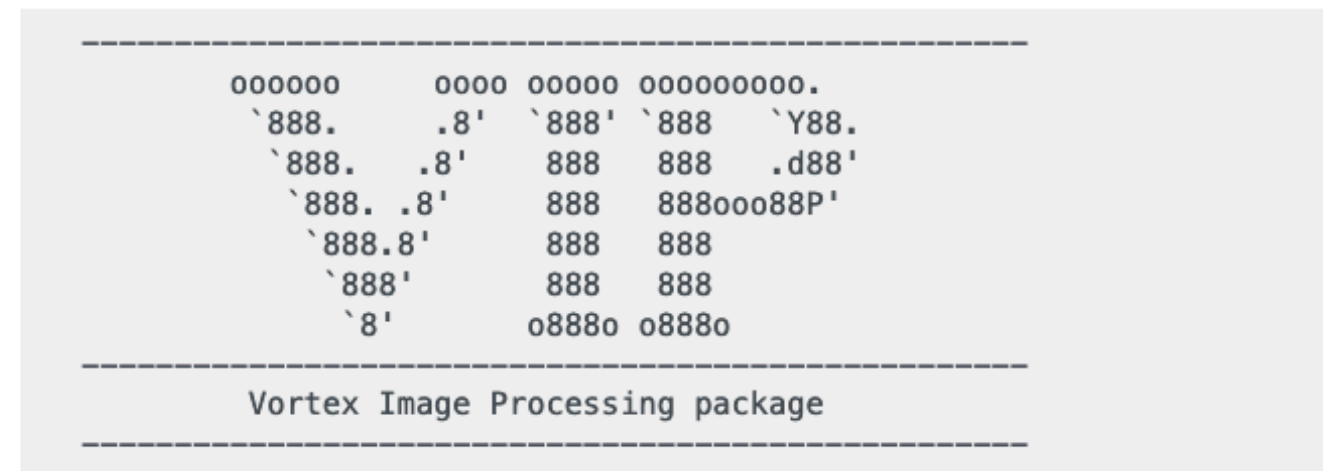 ---------------------------------------------------
        oooooo     oooo ooooo ooooooooo.
         `888.     .8'  `888' `888   `Y88.
          `888.   .8'    888   888   .d88'
           `888. .8'     888   888ooo88P'
            `888.8'      888   888
             `888'       888   888
              `8'       o888o o888o
---------------------------------------------------
         Vortex Image Processing package
---------------------------------------------------